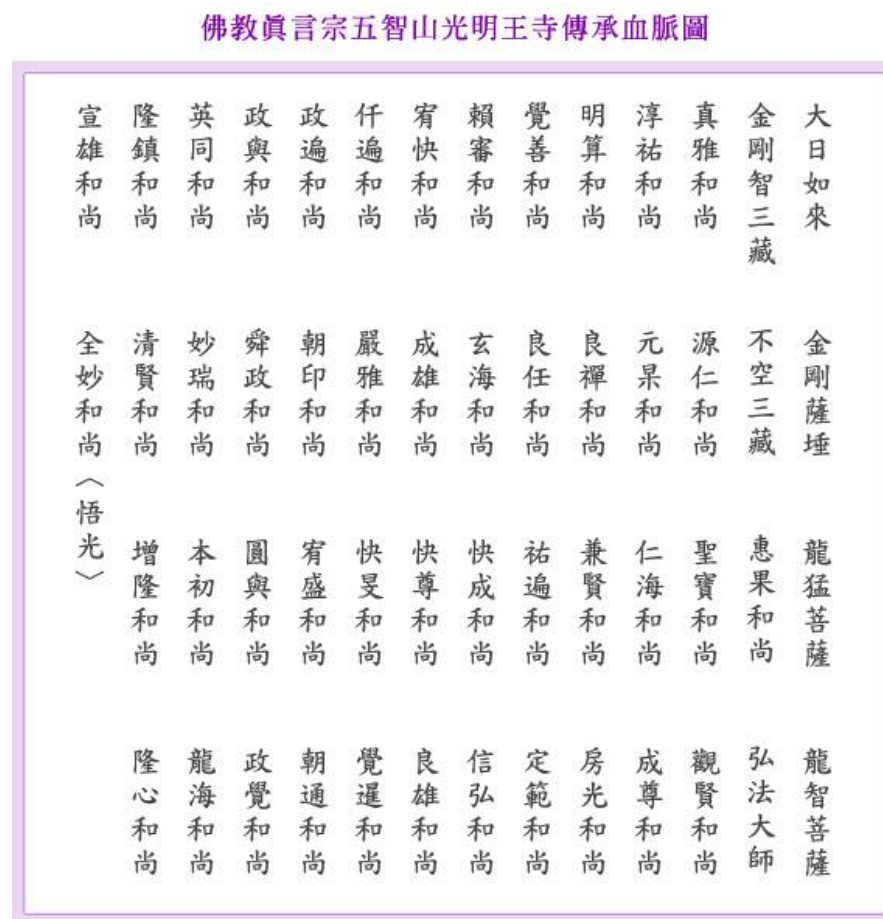 佛教眞言宗五智山光明王寺傳承血脈圖
大日如來 金剛薩埵 龍猛菩薩 龍智菩薩
金剛智三藏 不空三藏 惠果和尚 弘法大師
真雅和尚 源仁和尚 聖寶和尚 觀賢和尚
淳祐和尚 元杲和尚 仁海和尚 成尊和尚
明算和尚 良禪和尚 兼賢和尚 房光和尚
覺善和尚 良任和尚 祐遍和尚 定範和尚
賴審和尚 玄海和尚 快成和尚 信弘和尚
宥快和尚 成雄和尚 快尊和尚 良雄和尚
仟遍和尚 嚴雅和尚 快旻和尚 覺暹和尚
政遍和尚 朝印和尚 宥盛和尚 朝通和尚
政與和尚 舜政和尚 圓與和尚 政覺和尚
英同和尚 妙瑞和尚 本初和尚 龍海和尚
隆鎮和尚 清賢和尚 增隆和尚 隆心和尚
宣雄和尚 全妙和尚〈悟光〉